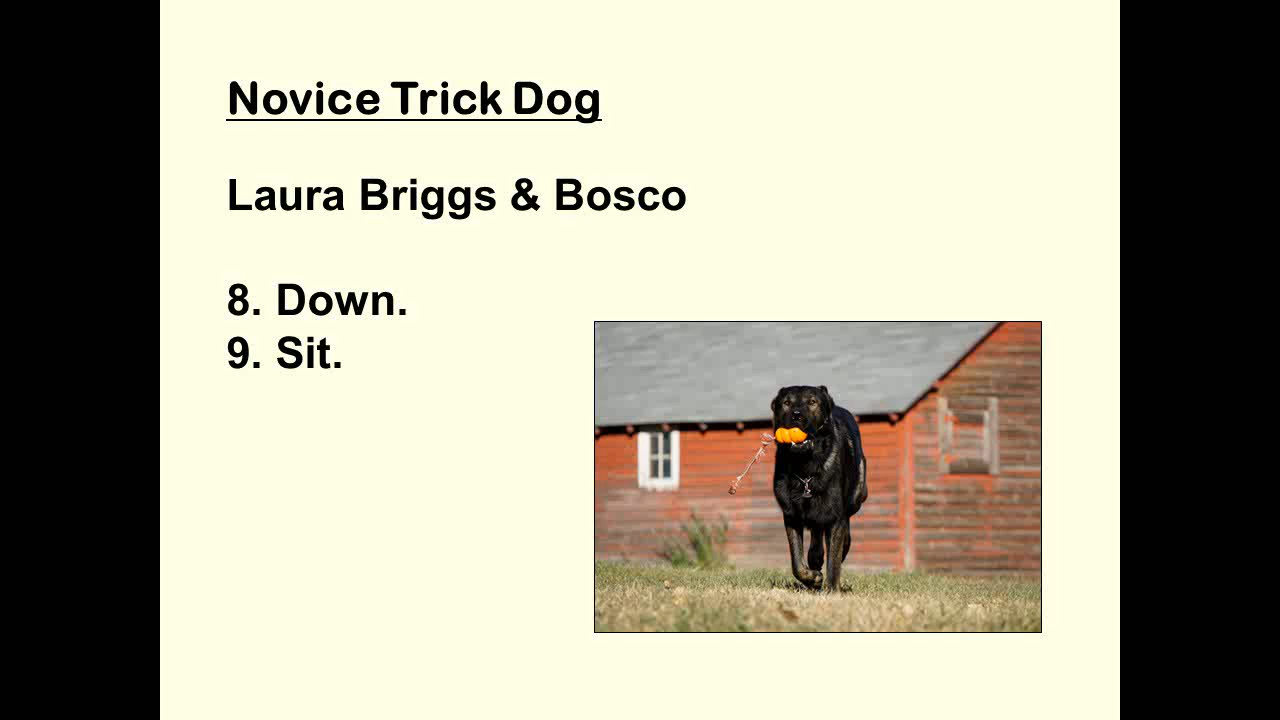 Novice Trick Dog
Laura Briggs & Bosco
8. Down.
9. Sit.